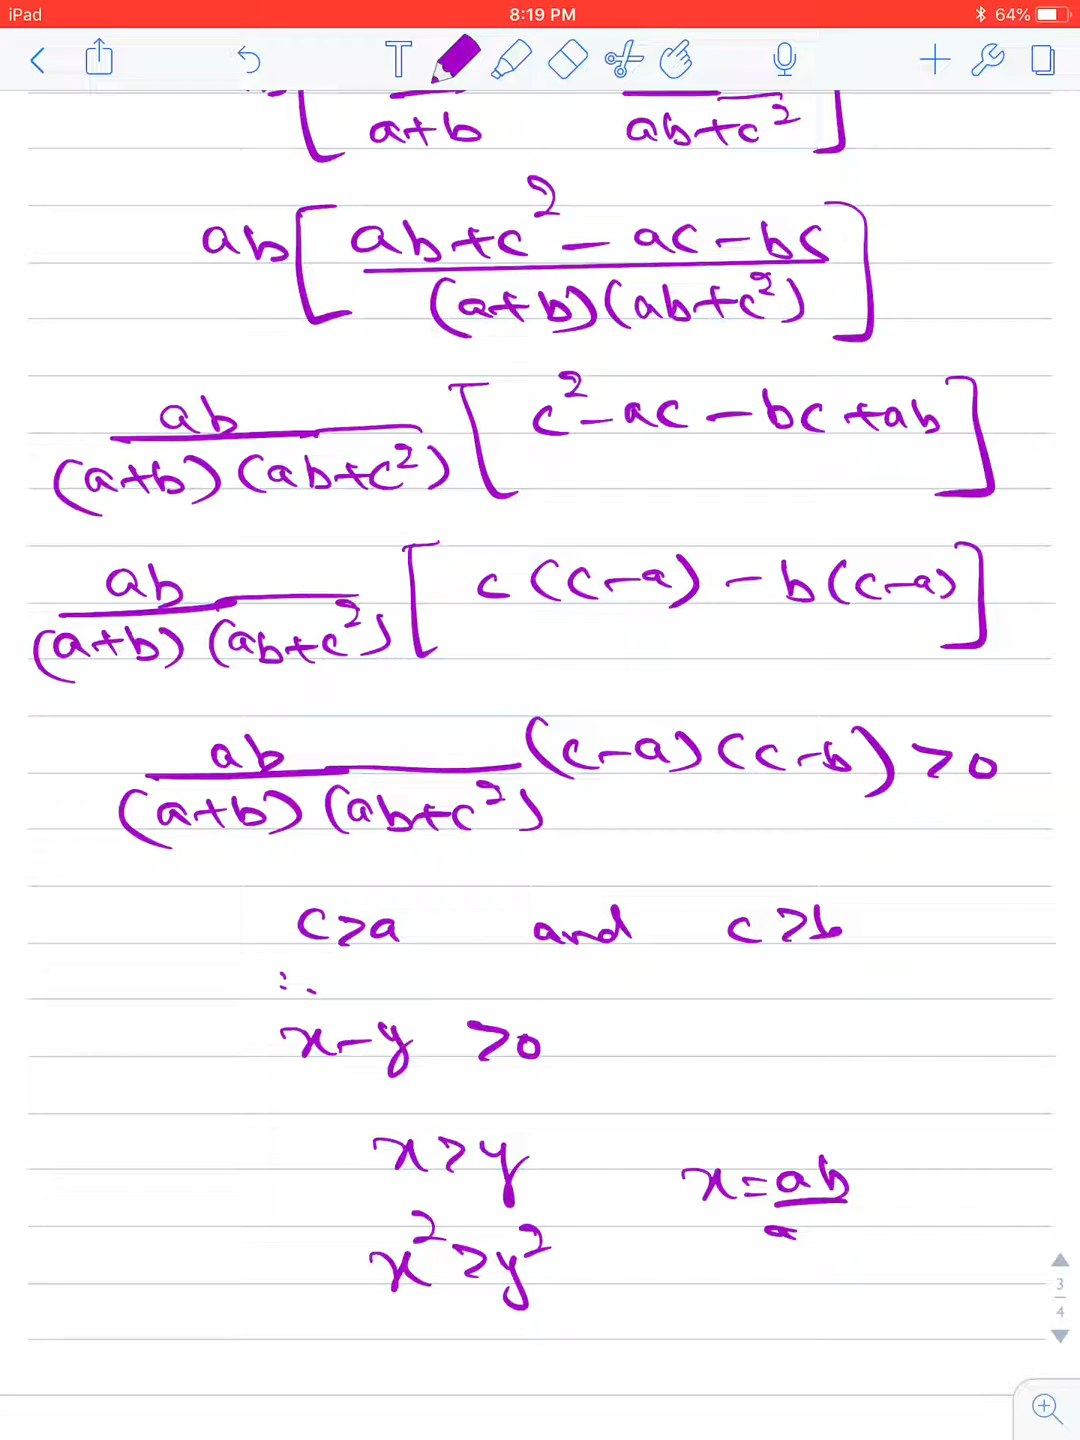 iPad 8:19 PM 64%
T
a+b ab+c²
ab[ab+c²-ac-bc/(a+b)(ab+c²)]
ab/(a+b)(ab+c²) [c²-ac-bc+ab]
ab/(a+b)(ab+c²) [c(c-a)-b(c-a)]
ab/(a+b)(ab+c²) (c-a)(c-b)>0
c>a and c>b
∴
x-y >0
x>y x=ab/a
x²>y²
3
4